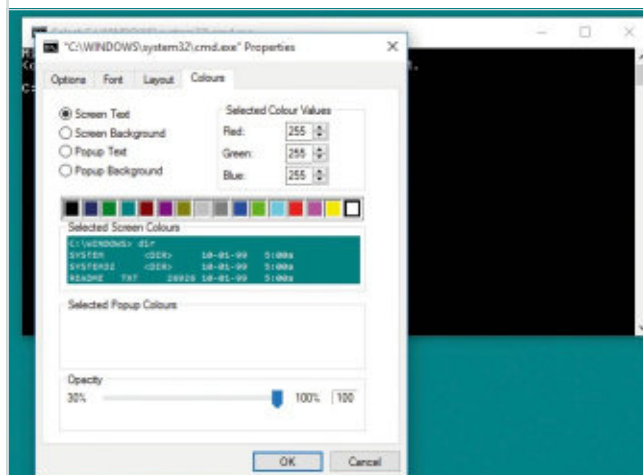 "C:\WINDOWS\system32\cmd.exe" Properties
Options Font Layout Colours
Screen Text
Screen Background
Popup Text
Popup Background
Selected Colour Values
Red: 255
Green: 255
Blue: 255
Selected Screen Colours
C:\WINDOWS> dir
SYSTEM <DIR> 10-01-99 5:00a
SYSTEM32 <DIR> 10-01-99 5:00a
README TXT 26926 10-01-99 5:00a
Selected Popup Colours
Opacity
30% 100% 100
OK Cancel